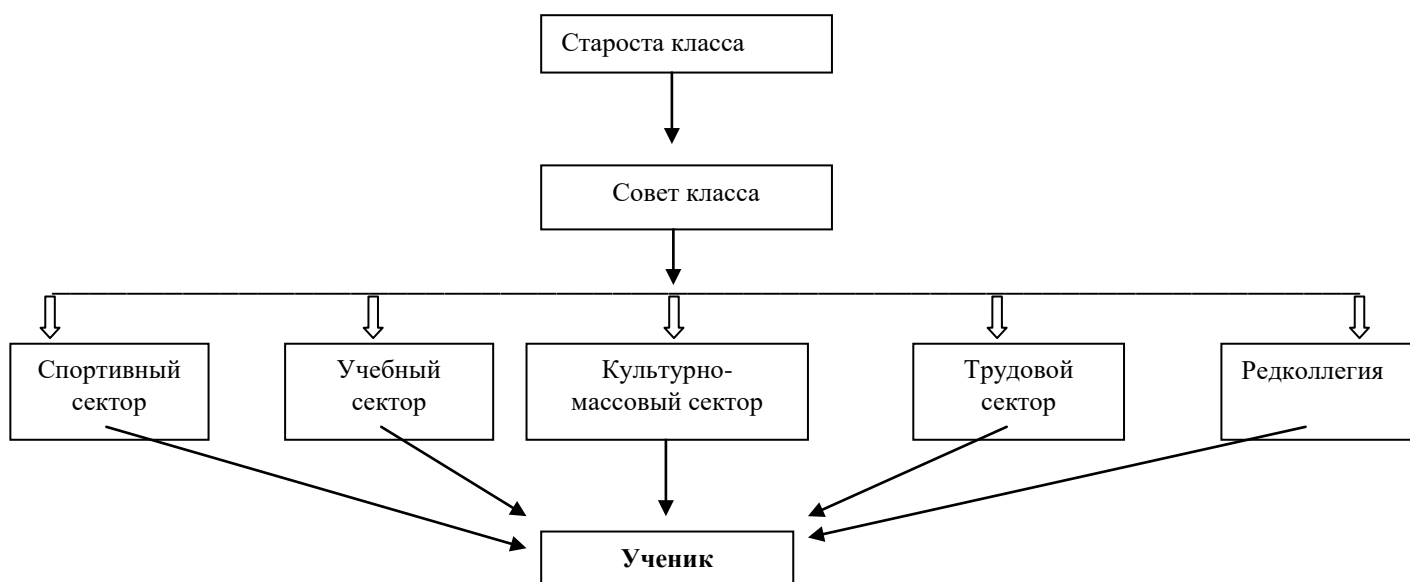 Староста класса
Совет класса
Спортивный
сектор
Учебный
сектор
Культурно-
массовый сектор
Трудовой
сектор
Редколлегия
Ученик